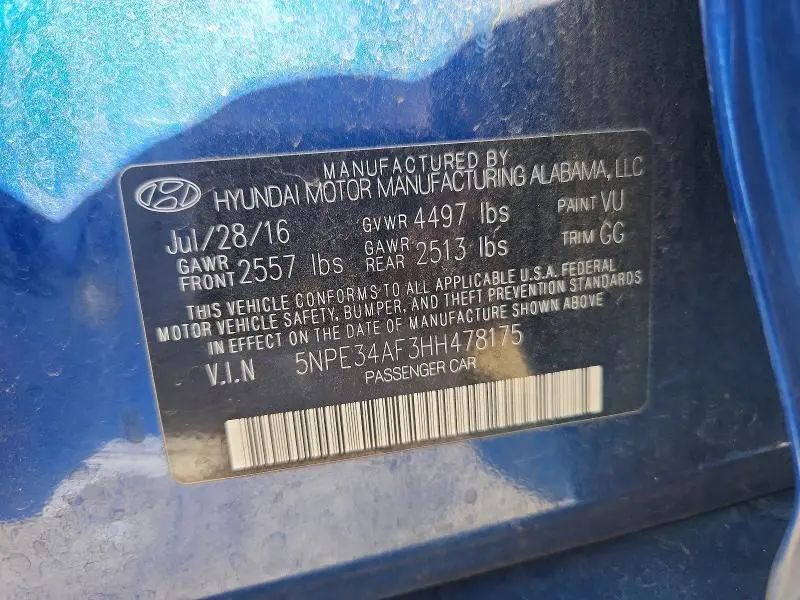 MANUFACTURED BY
HYUNDAI MOTOR MANUFACTURING ALABAMA, LLC
Jul/28/16 GVWR 4497 lbs PAINT VU
GAWR FRONT 2557 lbs GAWR REAR 2513 lbs TRIM GG
THIS VEHICLE CONFORMS TO ALL APPLICABLE U.S.A. FEDERAL
MOTOR VEHICLE SAFETY, BUMPER, AND THEFT PREVENTION STANDARDS
IN EFFECT ON THE DATE OF MANUFACTURE SHOWN ABOVE
V.I.N 5NPE34AF3HH478175
PASSENGER CAR